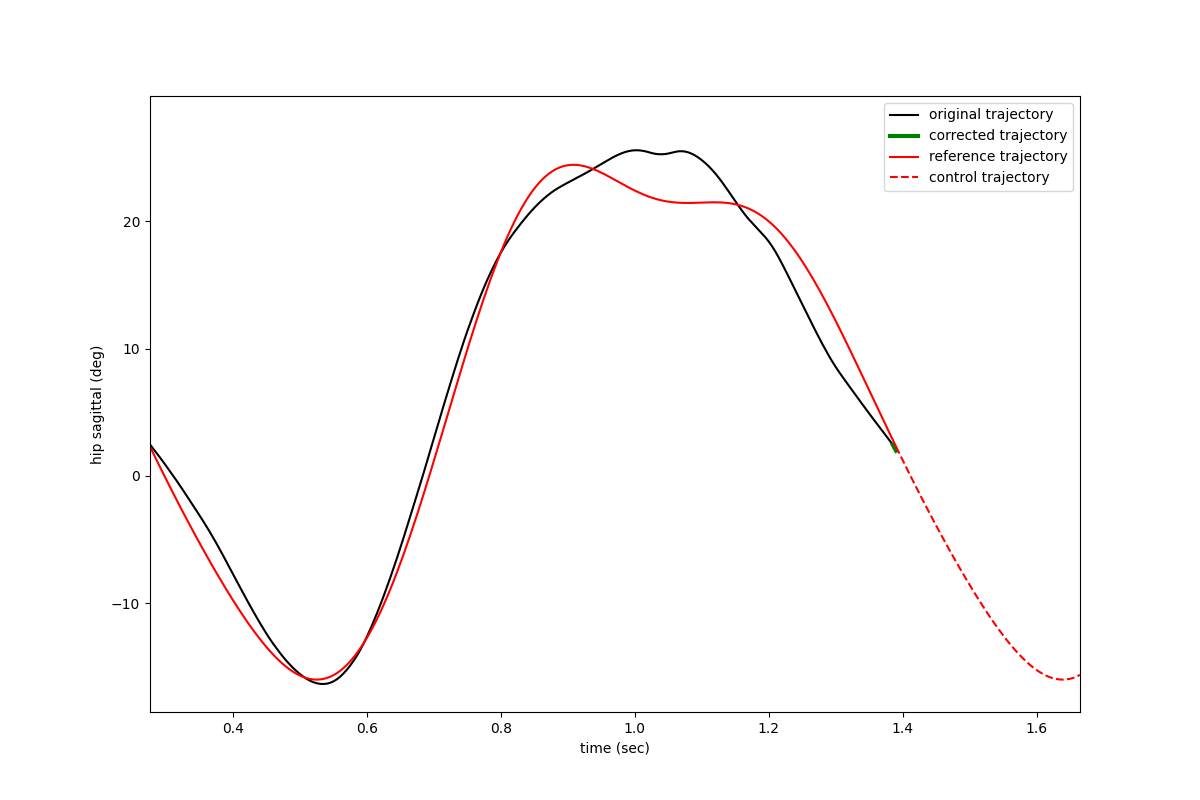 original trajectory
corrected trajectory
reference trajectory
control trajectory
hip sagittal (deg)
20
10
0
−10
0.4 0.6 0.8 1.0 1.2 1.4 1.6
time (sec)